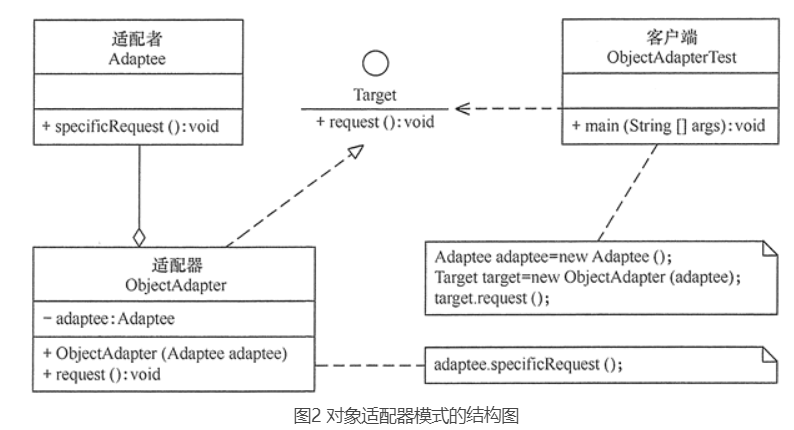 适配者
Adaptee
+ specificRequest ():void
Target
+ request ():void
客户端
ObjectAdapterTest
+ main (String [] args):void
适配器
ObjectAdapter
- adaptee:Adaptee
+ ObjectAdapter (Adaptee adaptee)
+ request ():void
Adaptee adaptee=new Adaptee ();
Target target=new ObjectAdapter (adaptee);
target.request ();
adaptee.specificRequest ();
图2 对象适配器模式的结构图